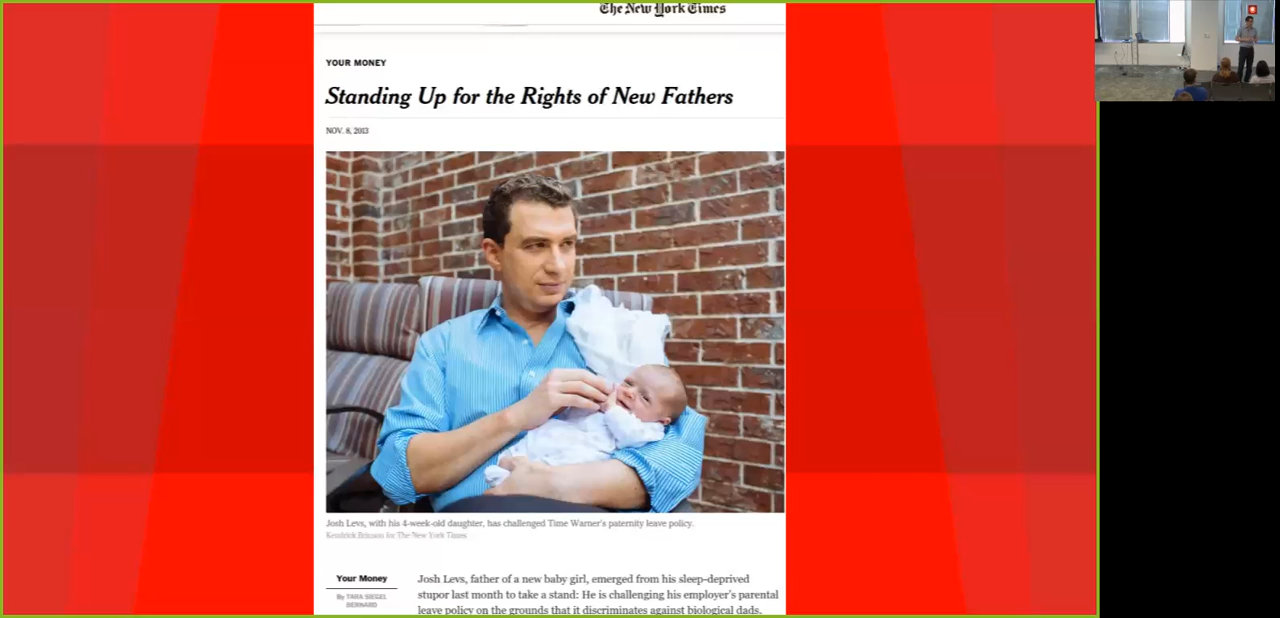 The New York Times
YOUR MONEY
Standing Up for the Rights of New Fathers
NOV. 8, 2013
Josh Levs, with his 4-week-old daughter, has challenged Time Warner's paternity leave policy.
Kendrick Brinson for The New York Times
Your Money
By TARA SIEGEL
BERNARD
Josh Levs, father of a new baby girl, emerged from his sleep-deprived
stupor last month to take a stand: He is challenging his employer's parental
leave policy on the grounds that it discriminates against biological dads.